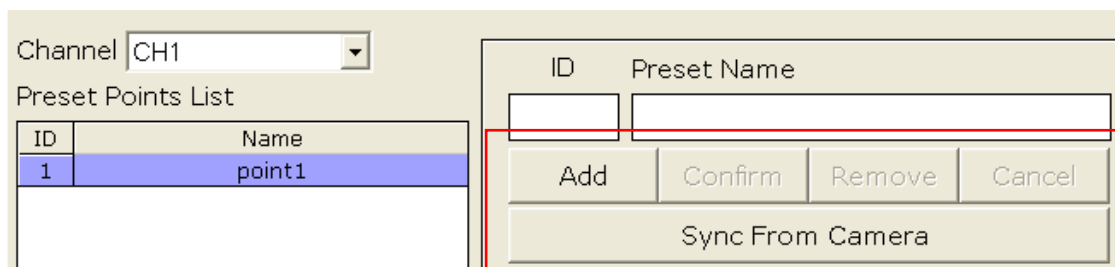 Channel CH1
Preset Points List
ID Name
1 point1
ID Preset Name
Add Confirm Remove Cancel
Sync From Camera